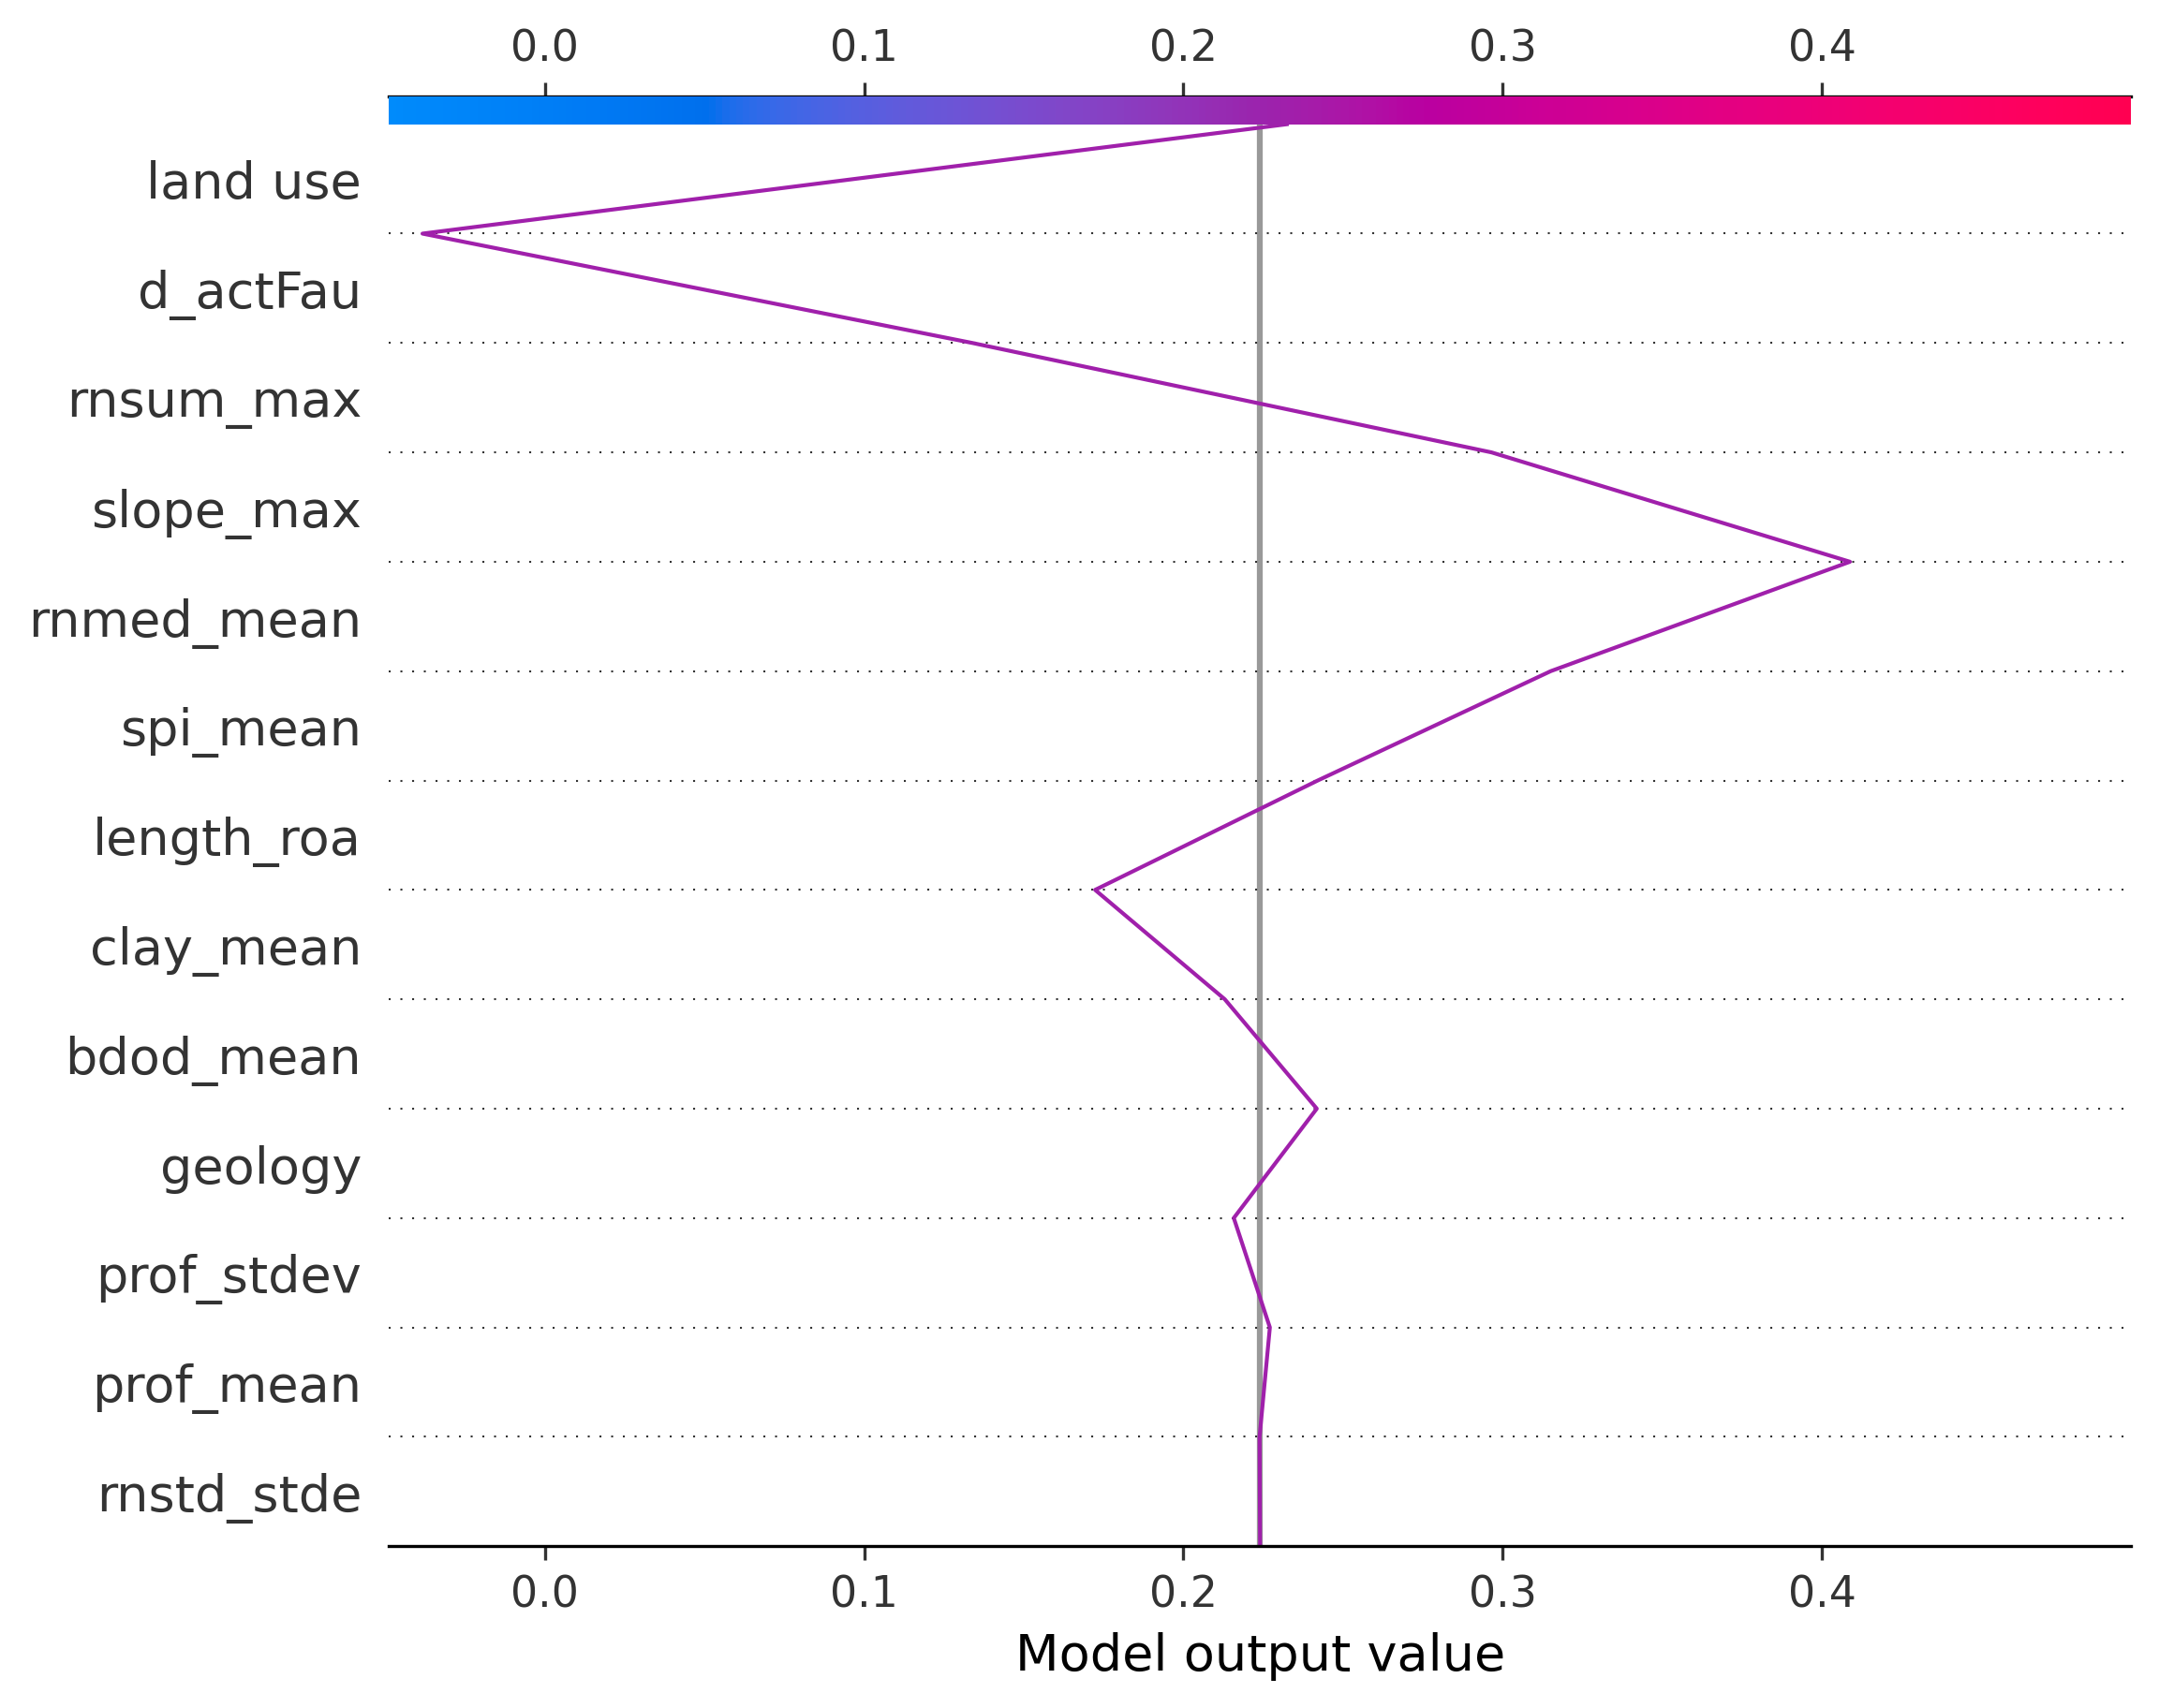 0.0 0.1 0.2 0.3 0.4
land use
d_actFau
rnsum_max
slope_max
rnmed_mean
spi_mean
length_roa
clay_mean
bdod_mean
geology
prof_stdev
prof_mean
rnstd_stde
0.0 0.1 0.2 0.3 0.4
Model output value